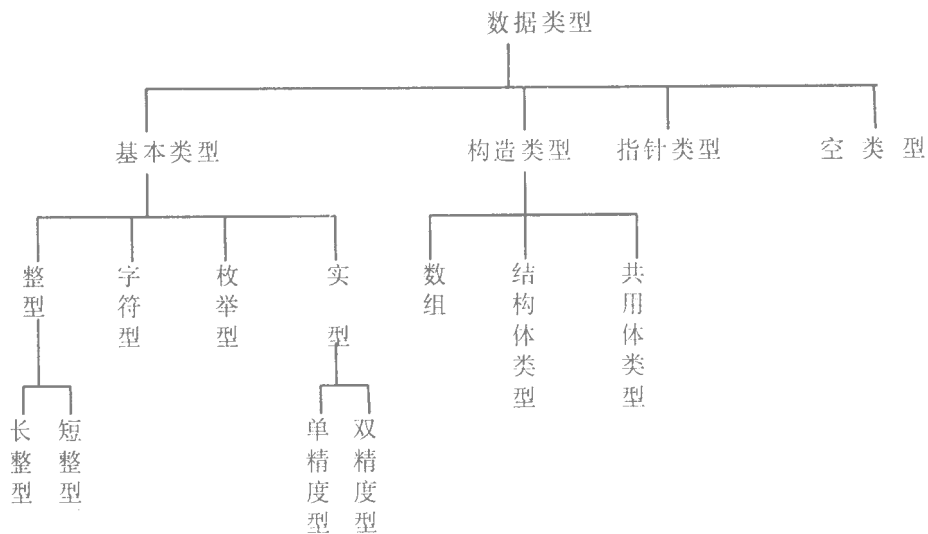 数据类型
基本类型
构造类型
指针类型
空类型
整型
字符型
枚举型
实型
数组
结构体类型
共用体类型
长整型
短整型
单精度型
双精度型